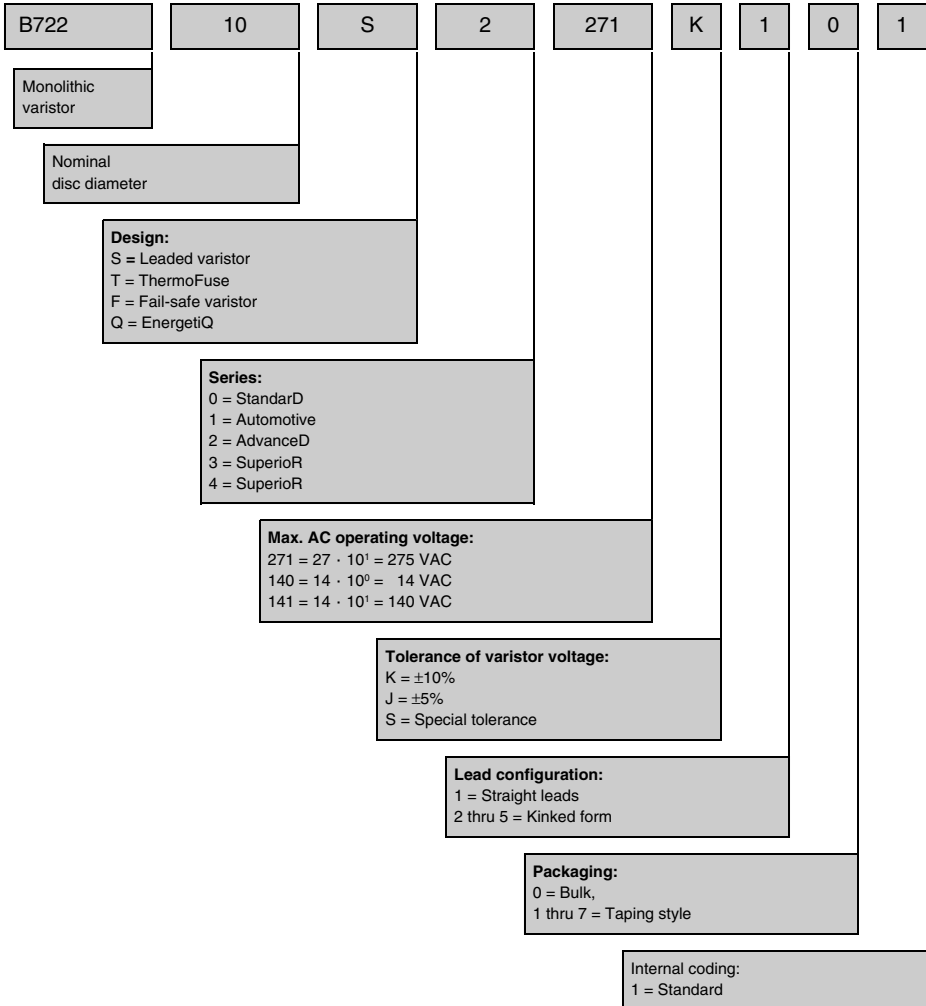 B722 10 S 2 271 K 1 0 1
Monolithic
varistor
Nominal
disc diameter
Design:
S = Leaded varistor
T = ThermoFuse
F = Fail-safe varistor
Q = EnergetiQ
Series:
0 = StandarD
1 = Automotive
2 = AdvanceD
3 = SuperioR
4 = SuperioR
Max. AC operating voltage:
271 = 27 · 10¹ = 275 VAC
140 = 14 · 10⁰ = 14 VAC
141 = 14 · 10¹ = 140 VAC
Tolerance of varistor voltage:
K = ±10%
J = ±5%
S = Special tolerance
Lead configuration:
1 = Straight leads
2 thru 5 = Kinked form
Packaging:
0 = Bulk,
1 thru 7 = Taping style
Internal coding:
1 = Standard